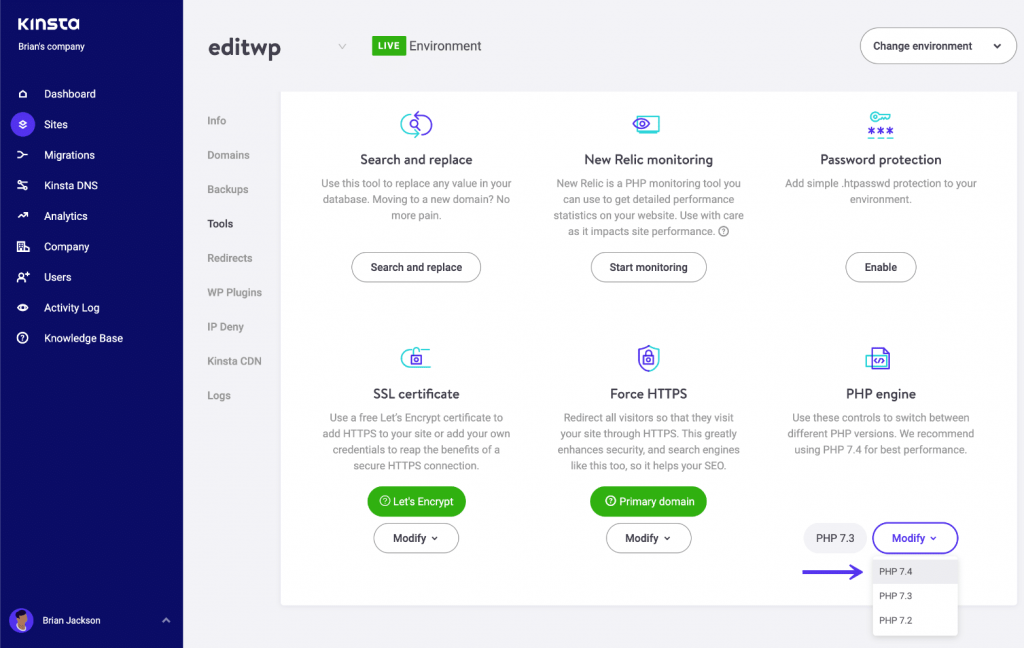 KINSTA
Brian's company
Dashboard
Sites
Migrations
Kinsta DNS
Analytics
Company
Users
Activity Log
Knowledge Base
Brian Jackson
editwp
LIVE Environment
Change environment
Info
Domains
Backups
Tools
Redirects
WP Plugins
IP Deny
Kinsta CDN
Logs
Search and replace
Use this tool to replace any value in your
database. Moving to a new domain? No
more pain.
Search and replace
New Relic monitoring
New Relic is a PHP monitoring tool you
can use to get detailed performance
statistics on your website. Use with care
as it impacts site performance.
Start monitoring
***
Password protection
Add simple .htpasswd protection to your
environment.
Enable
SSL certificate
Use a free Let's Encrypt certificate to
add HTTPS to your site or add your own
credentials to reap the benefits of a
secure HTTPS connection.
Let's Encrypt
Modify
Force HTTPS
Redirect all visitors so that they visit
your site through HTTPS. This greatly
enhances security, and search engines
like this too, so it helps your SEO.
Primary domain
Modify
PHP engine
Use these controls to switch between
different PHP versions. We recommend
using PHP 7.4 for best performance.
PHP 7.3
Modify
PHP 7.4
PHP 7.3
PHP 7.2